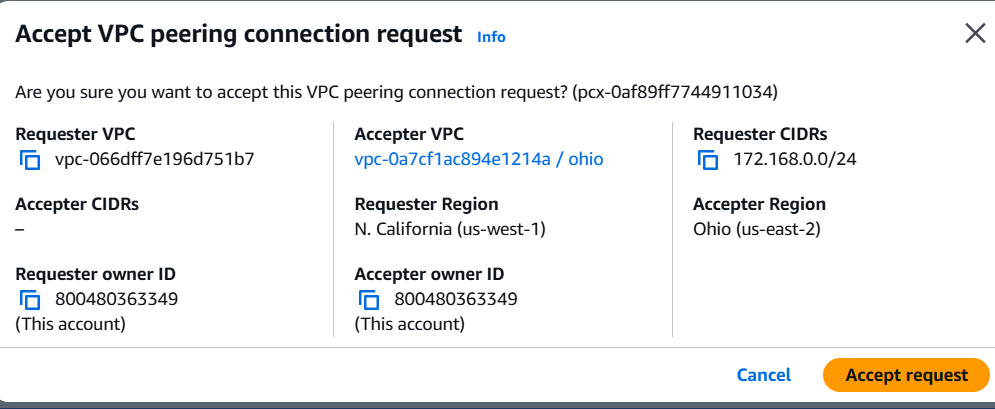 Accept VPC peering connection request Info
Are you sure you want to accept this VPC peering connection request? (pcx-0af89ff7744911034)
Requester VPC
vpc-066dff7e196d751b7
Accepter VPC
vpc-0a7cf1ac894e1214a / ohio
Requester CIDRs
172.168.0.0/24
Accepter CIDRs
–
Requester Region
N. California (us-west-1)
Accepter Region
Ohio (us-east-2)
Requester owner ID
800480363349
(This account)
Accepter owner ID
800480363349
(This account)
Cancel
Accept request